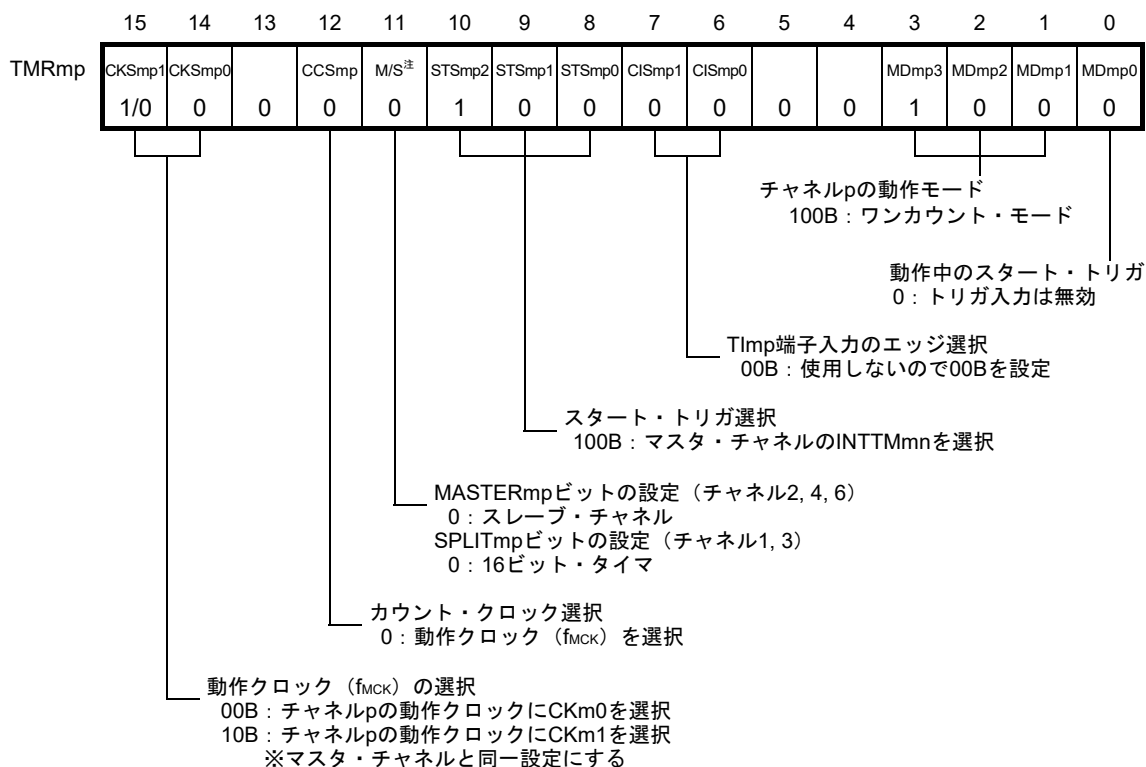 15 14 13 12 11 10 9 8 7 6 5 4 3 2 1 0
TMRmp CKSmp1 CKSmp0 CCSmp M/S注 STSmp2 STSmp1 STSmp0 CISmp1 CISmp0 MDmp3 MDmp2 MDmp1 MDmp0
1/0 0 0 0 0 1 0 0 0 0 0 0 1 0 0 0
チャネルpの動作モード
100B：ワンカウント・モード
動作中のスタート・トリガ
0：トリガ入力は無効
TImp端子入力のエッジ選択
00B：使用しないので00Bを設定
スタート・トリガ選択
100B：マスタ・チャネルのINTTMmnを選択
MASTERmpビットの設定（チャネル2, 4, 6）
0：スレーブ・チャネル
SPLITmpビットの設定（チャネル1, 3）
0：16ビット・タイマ
カウント・クロック選択
0：動作クロック（fMCK）を選択
動作クロック（fMCK）の選択
00B：チャネルpの動作クロックにCKm0を選択
10B：チャネルpの動作クロックにCKm1を選択
※マスタ・チャネルと同一設定にする